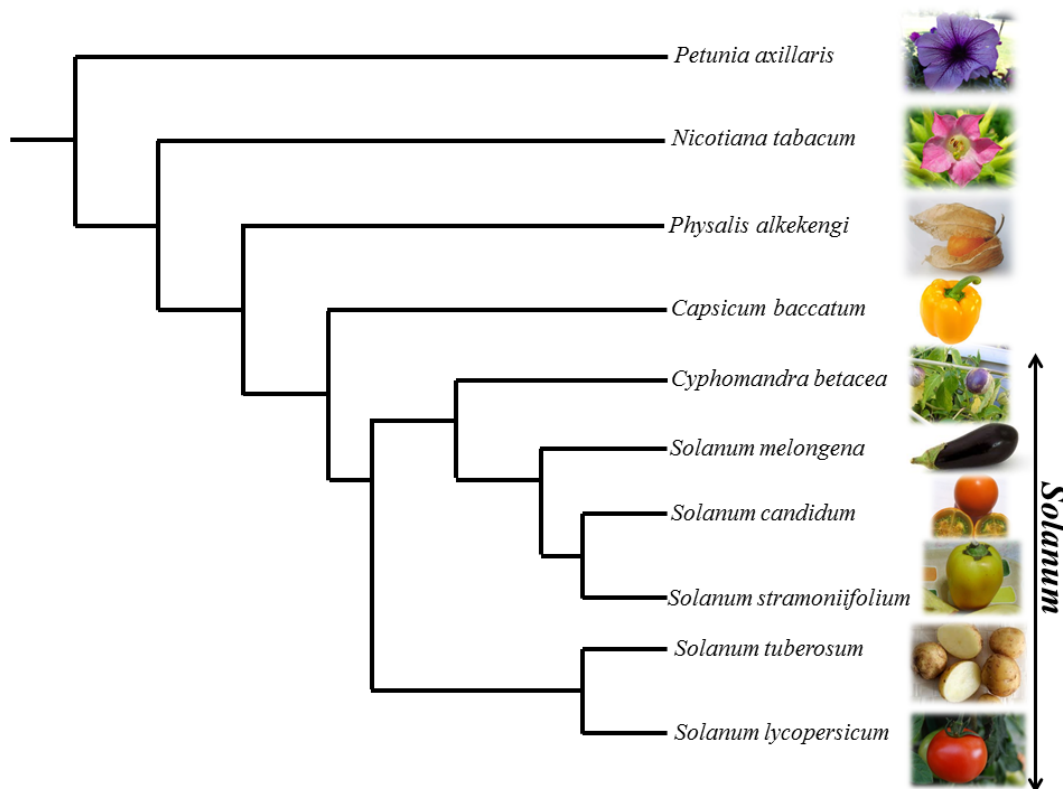 Petunia axillaris
Nicotiana tabacum
Physalis alkekengi
Capsicum baccatum
Cyphomandra betacea
Solanum melongena
Solanum candidum
Solanum stramoniifolium
Solanum tuberosum
Solanum lycopersicum
Solanum